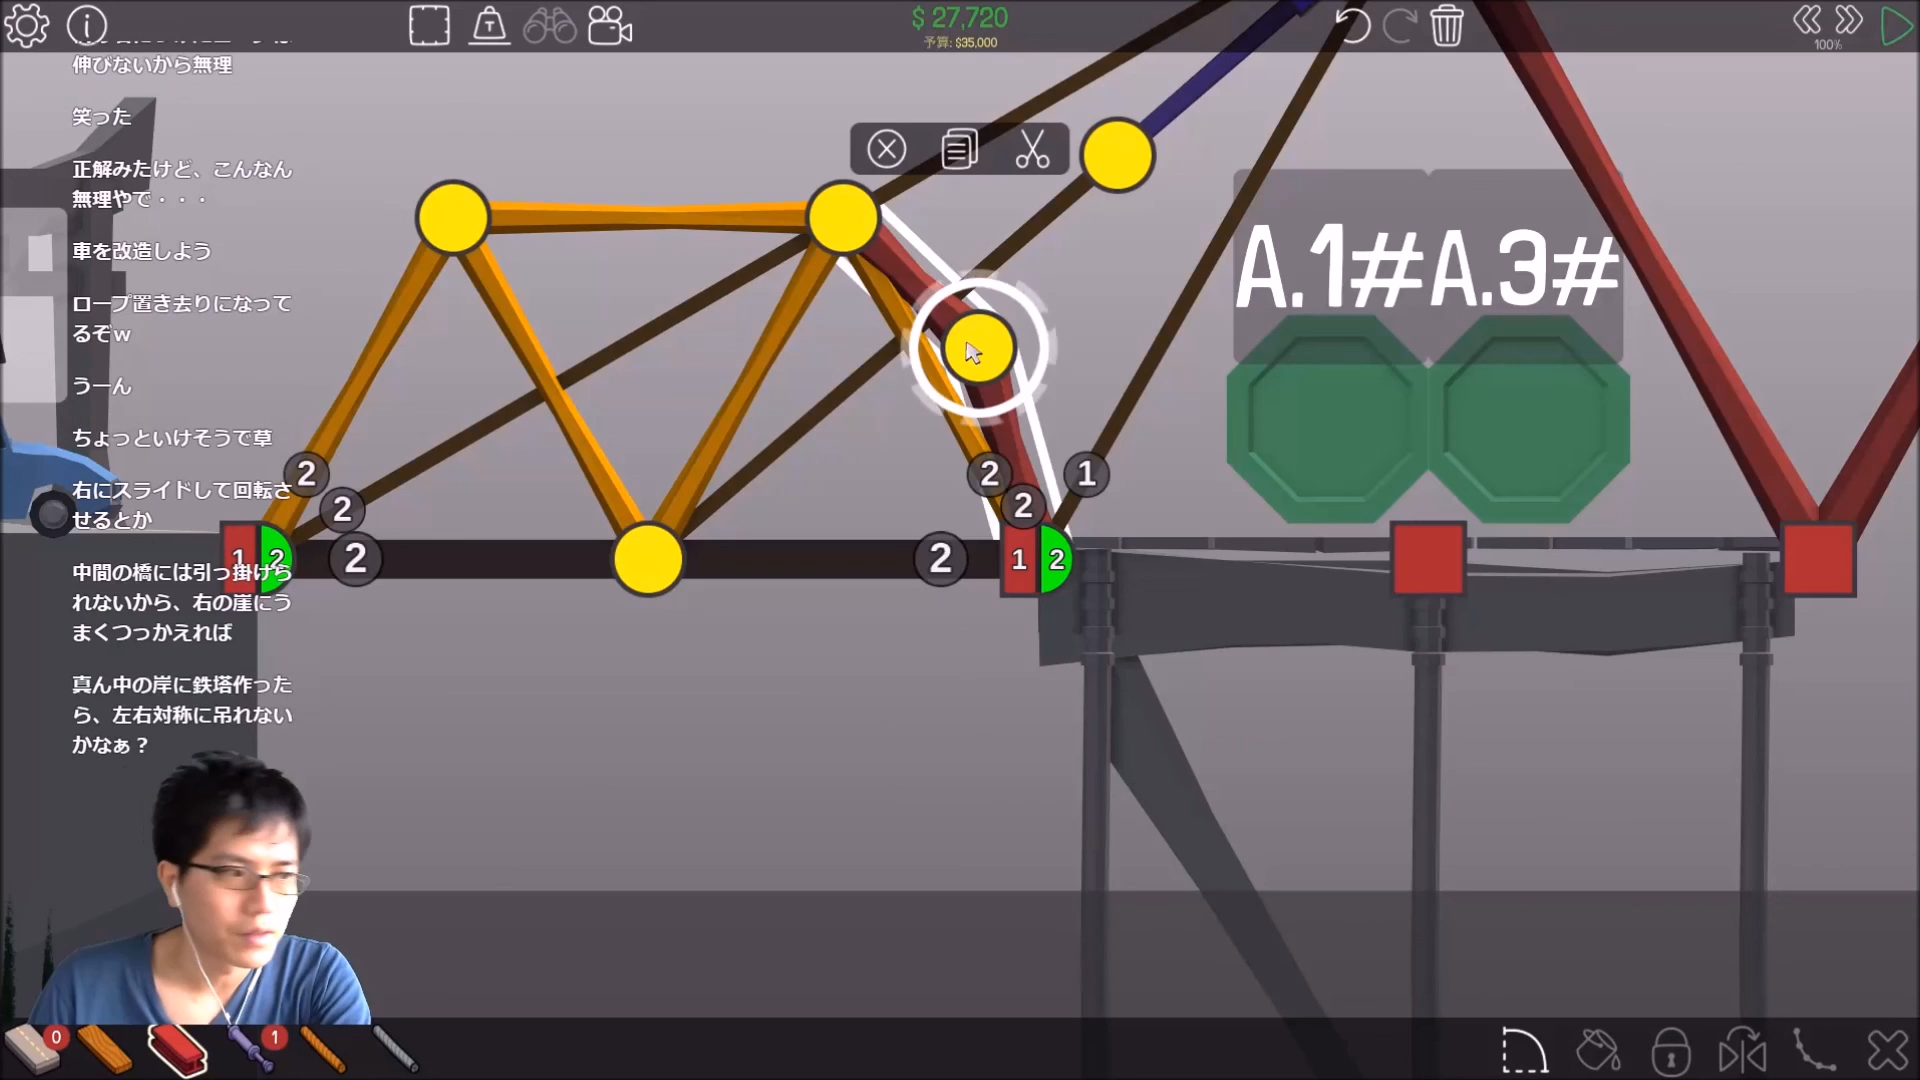 $ 27,720
予算: $35,000
100%
伸びないから無理
笑った
正解みたけど、こんなん
無理やで・・・
車を改造しよう
ロープ置き去りになって
るぞw
うーん
ちょっといけそうで草
右にスライドして回転さ
せるとか
中間の橋には引っ掛けら
れないから、右の崖にう
まくつっかえれば
真ん中の岸に鉄塔作った
ら、左右対称に吊れない
かなぁ？
A.1#A.3#
2
2
2
1
2
2
2
2
1
1
2
0
1